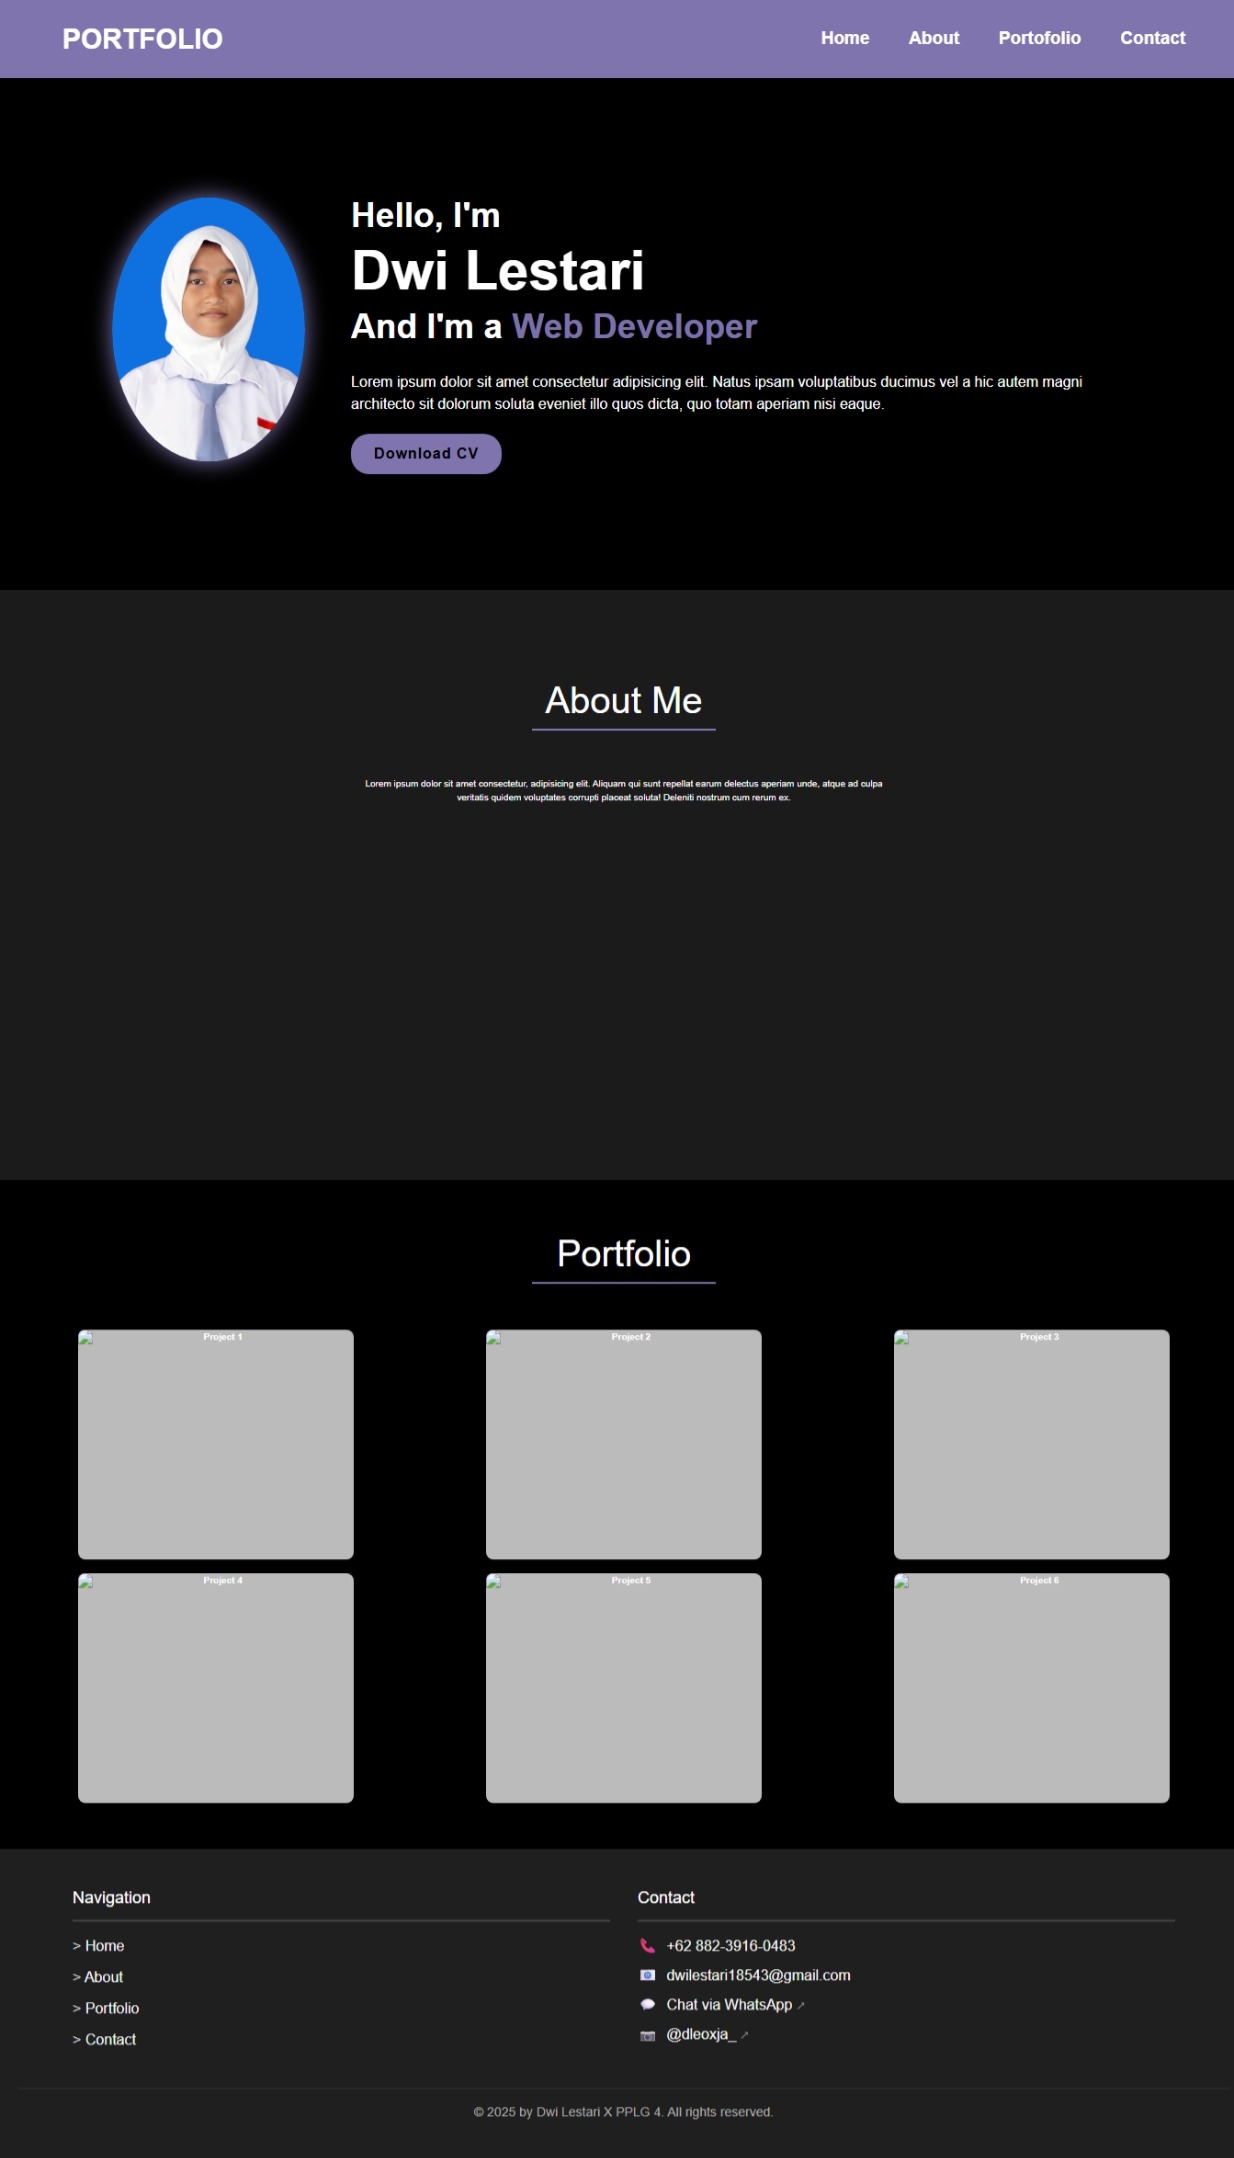 PORTFOLIO
Home
About
Portofolio
Contact
Hello, I'm
Dwi Lestari
And I'm a Web Developer
Lorem ipsum dolor sit amet consectetur adipisicing elit. Natus ipsam voluptatibus ducimus vel a hic autem magni
architecto sit dolorum soluta eveniet illo quos dicta, quo totam aperiam nisi eaque.
Download CV
About Me
Lorem ipsum dolor sit amet consectetur, adipisicing elit. Aliquam qui sunt repellat earum delectus aperiam unde, atque ad culpa
veritatis quidem voluptates corrupti placeat soluta! Deleniti nostrum cum rerum ex.
Portfolio
Project 1
Project 2
Project 3
Project 4
Project 5
Project 6
Navigation
> Home
> About
> Portfolio
> Contact
Contact
+62 882-3916-0483
dwilestari18543@gmail.com
Chat via WhatsApp ↗
@dleoxja_ ↗
© 2025 by Dwi Lestari X PPLG 4. All rights reserved.